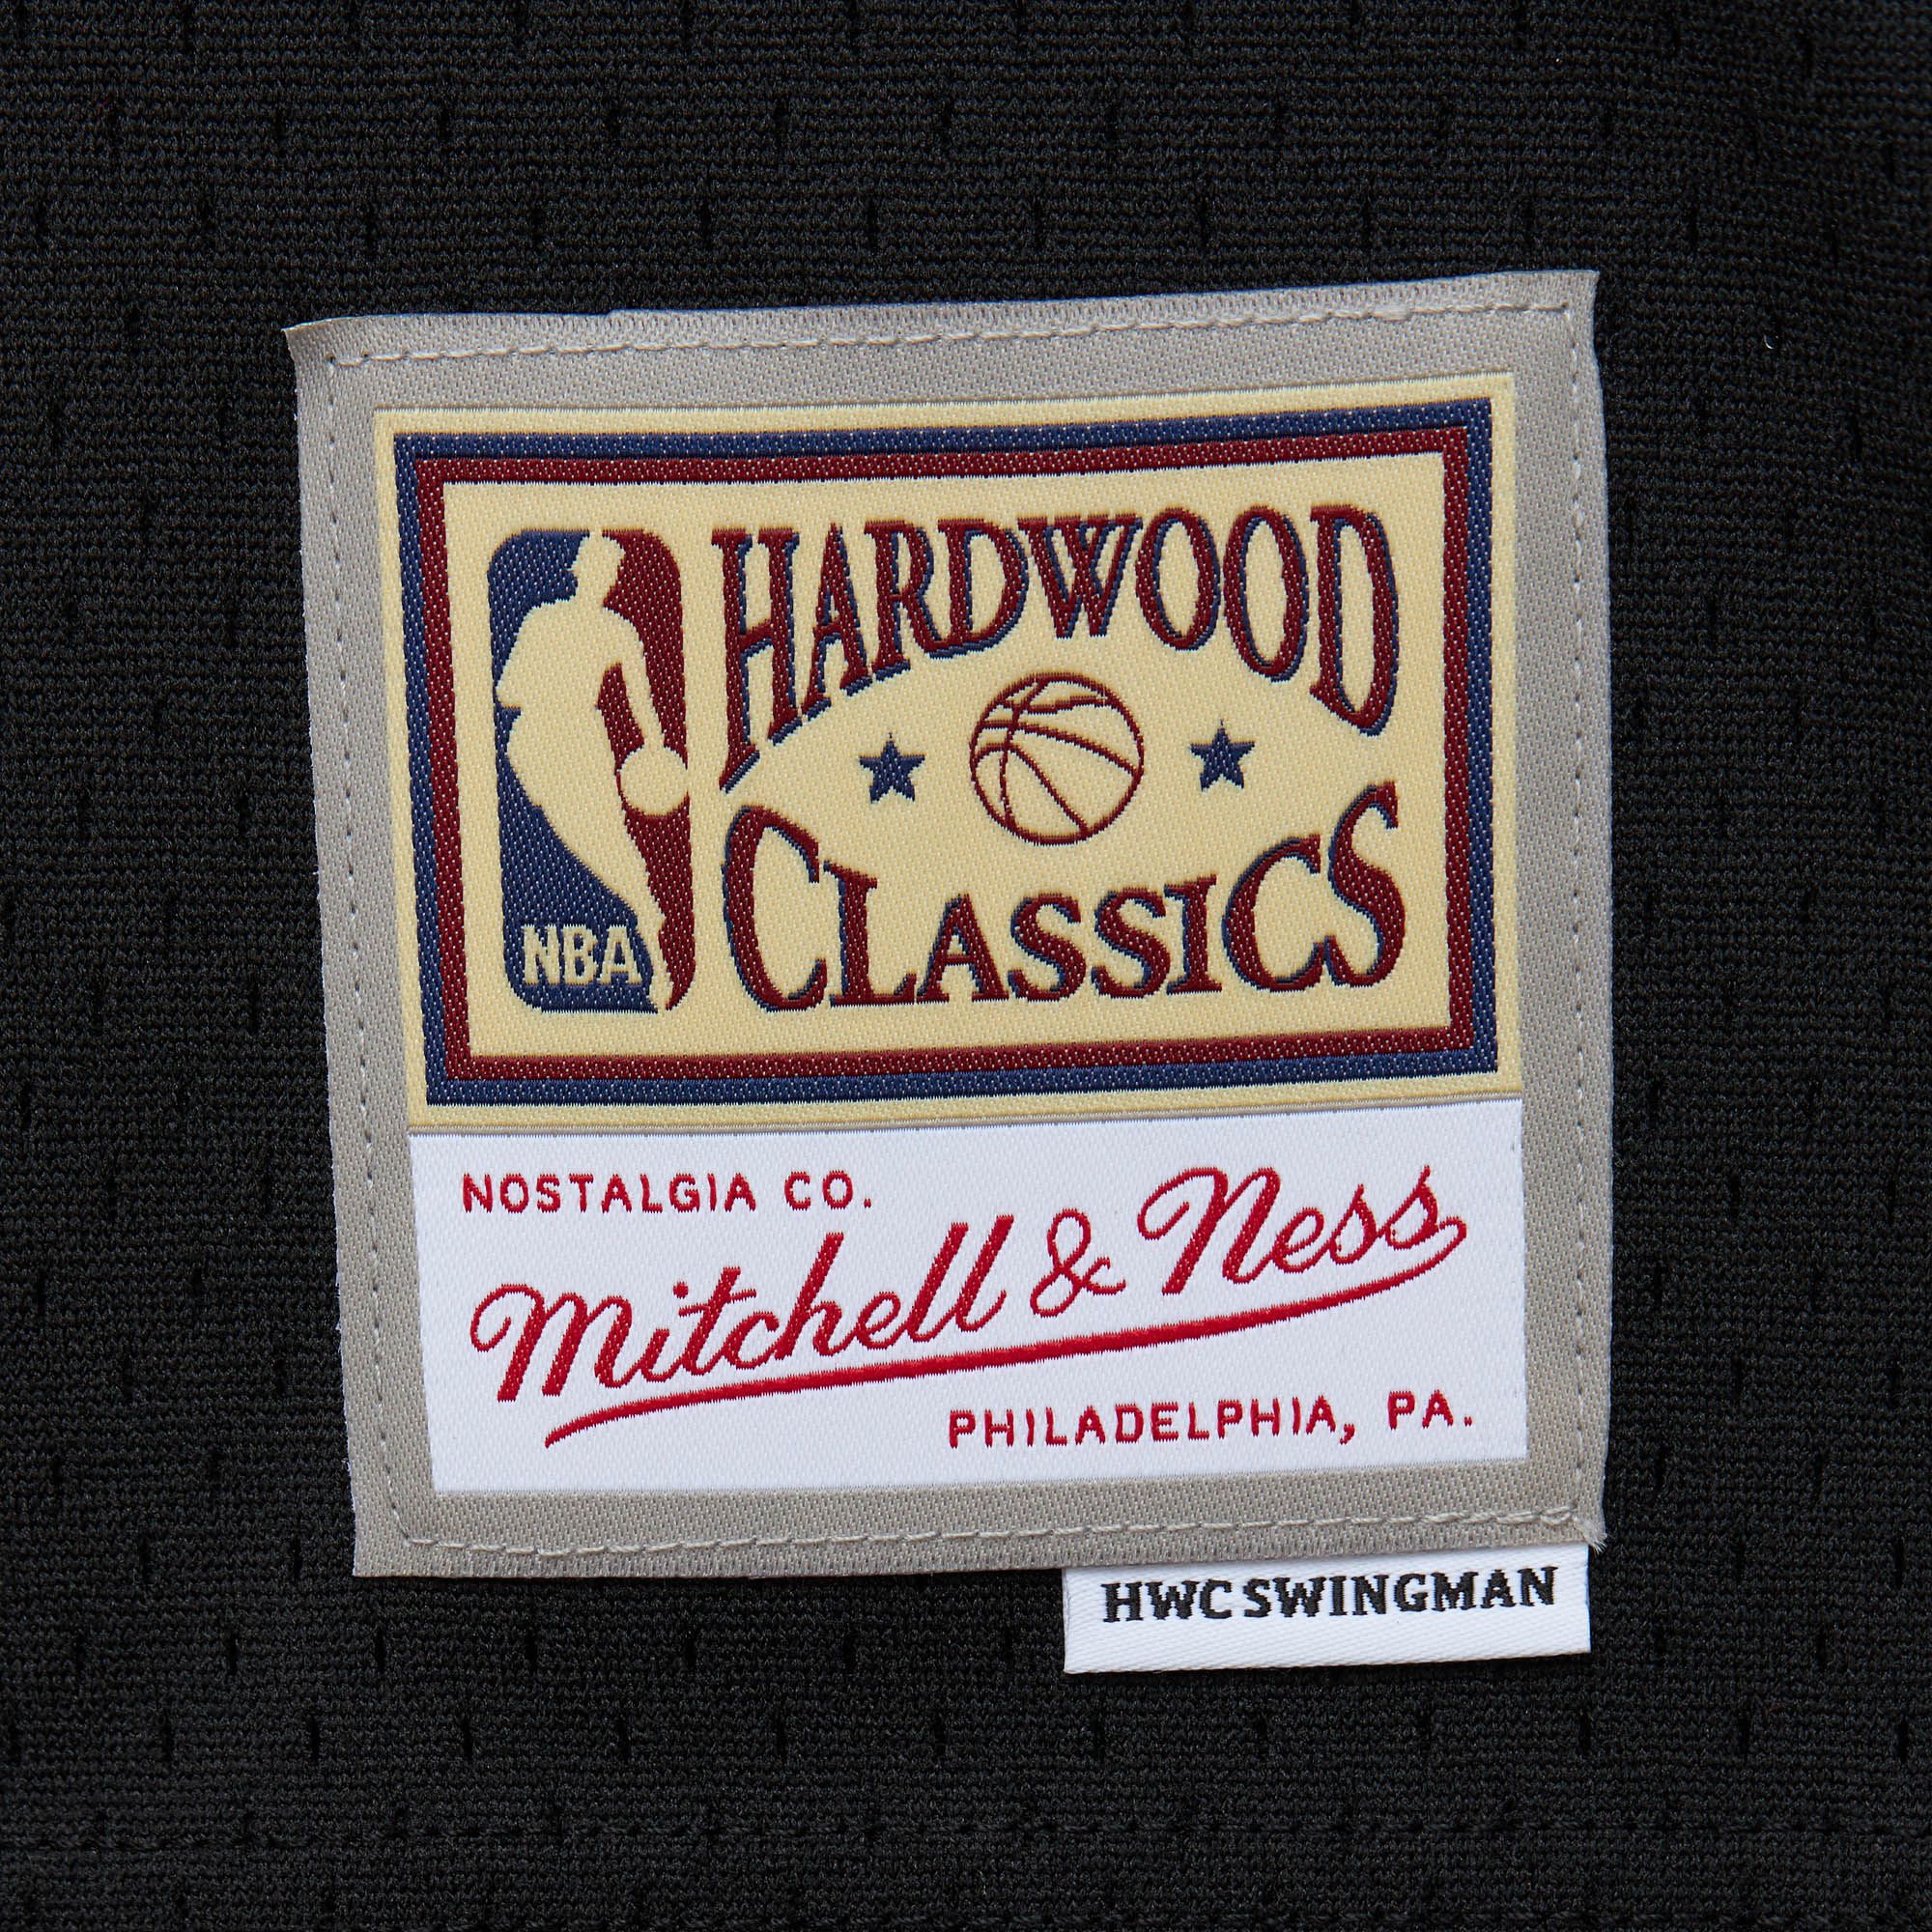 HARDWOOD
CLASSICS
NBA
NOSTALGIA CO.
Mitchell & Ness
PHILADELPHIA, PA.
HWC SWINGMAN